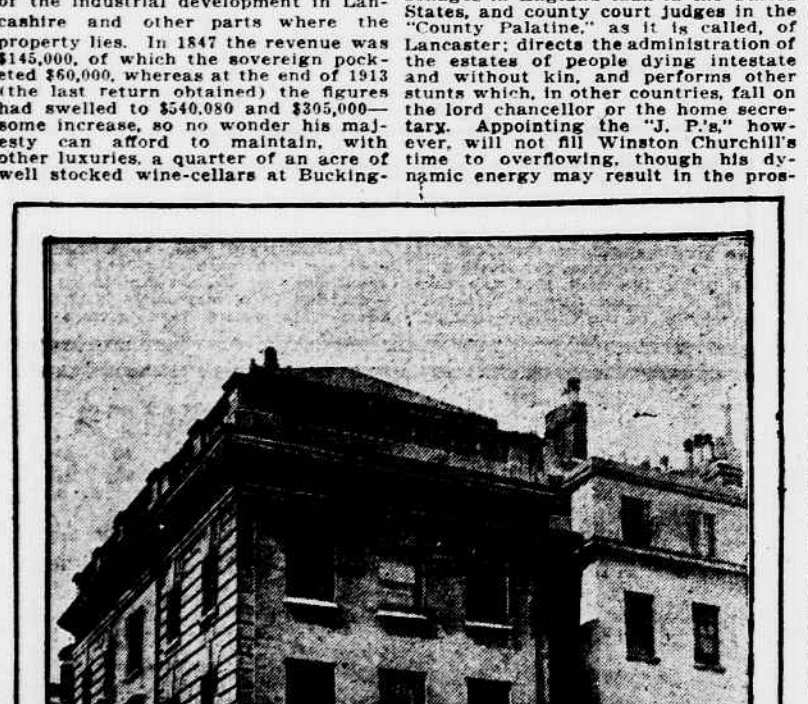 of the industrial development in Lan-
cashire and other parts where the
property lies. In 1847 the revenue was
$145,000, of which the sovereign pock-
eted $60,000, whereas at the end of 1913
(the last return obtained) the figures
had swelled to $540,080 and $305,000—
some increase, so no wonder his maj-
esty can afford to maintain, with
other luxuries, a quarter of an acre of
well stocked wine-cellars at Bucking-
States, and county court judges in the
"County Palatine," as it is called, of
Lancaster; directs the administration of
the estates of people dying intestate
and without kin, and performs other
stunts which, in other countries, fall on
the lord chancellor or the home secre-
tary. Appointing the "J. P.'s," how-
ever, will not fill Winston Churchill's
time to overflowing, though his dy-
namic energy may result in the pros-